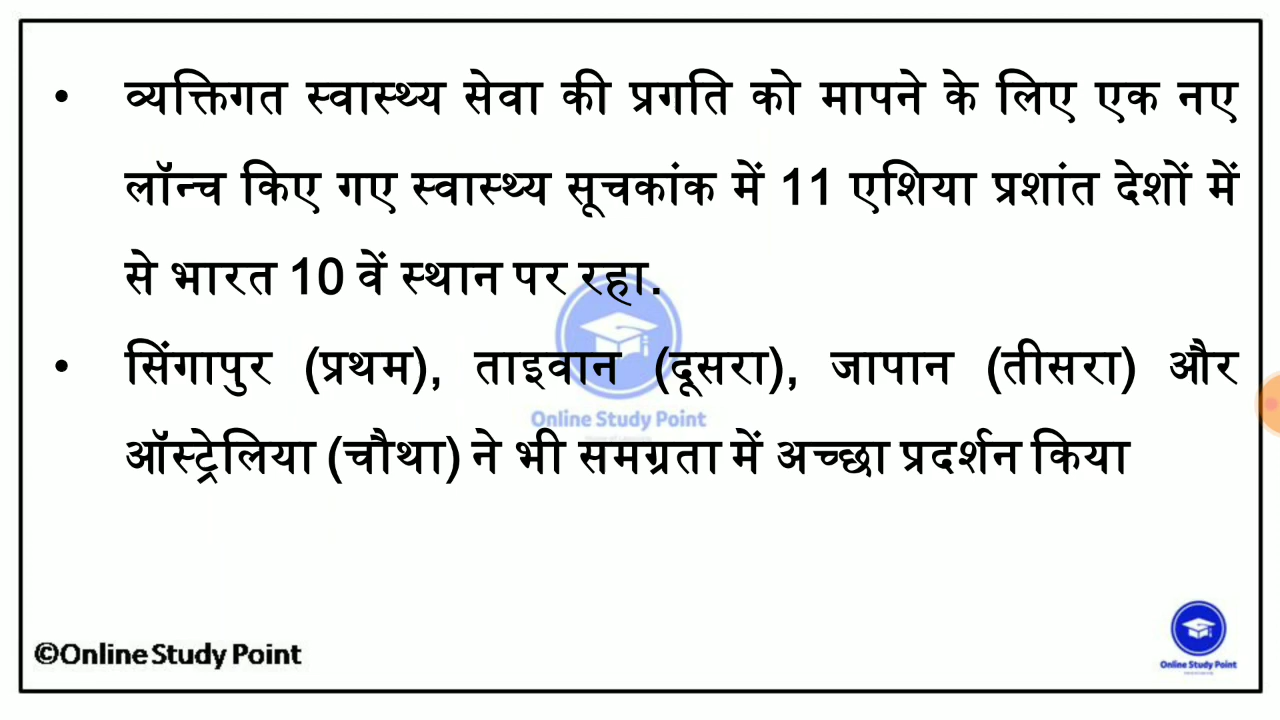 • व्यक्तिगत स्वास्थ्य सेवा की प्रगति को मापने के लिए एक नए
लॉन्च किए गए स्वास्थ्य सूचकांक में 11 एशिया प्रशांत देशों में
से भारत 10 वें स्थान पर रहा.
• सिंगापुर (प्रथम), ताइवान (दूसरा), जापान (तीसरा) और
Online Study Point
ऑस्ट्रेलिया (चौथा) ने भी समग्रता में अच्छा प्रदर्शन किया
©Online Study Point
Online Study Point